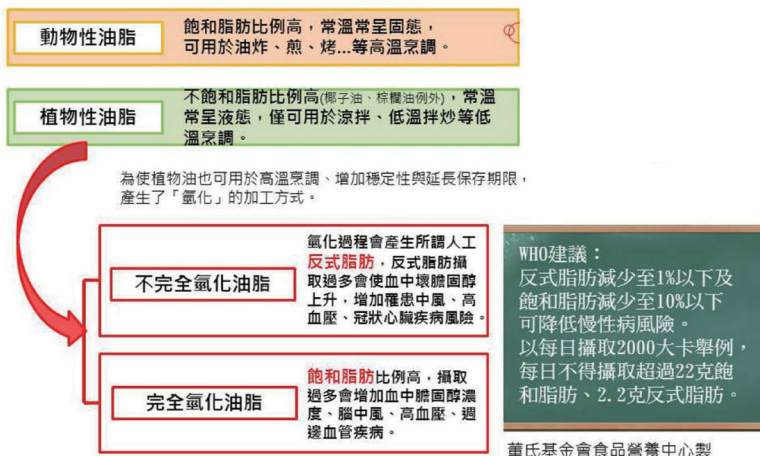 動物性油脂
飽和脂肪比例高，常溫常呈固態，
可用於油炸、煎、烤...等高溫烹調。
植物性油脂
不飽和脂肪比例高(椰子油、棕櫚油例外)，常溫
常呈液態，僅可用於涼拌、低溫拌炒等低
溫烹調。
為使植物油也可用於高溫烹調、增加穩定性與延長保存期限，
產生了「氫化」的加工方式。
不完全氫化油脂
氫化過程會產生所謂人工
反式脂肪，反式脂肪攝
取過多會使血中壞膽固醇
上升，增加罹患中風、高
血壓、冠狀心臟疾病風險。
完全氫化油脂
飽和脂肪比例高，攝取
過多會增加血中膽固醇濃
度、腦中風、高血壓、週
邊血管疾病。
WHO建議：
反式脂肪減少至1%以下及
飽和脂肪減少至10%以下
可降低慢性病風險。
以每日攝取2000大卡舉例，
每日不得攝取超過22克飽
和脂肪、2.2克反式脂肪。
董氏基金會食品營養中心製